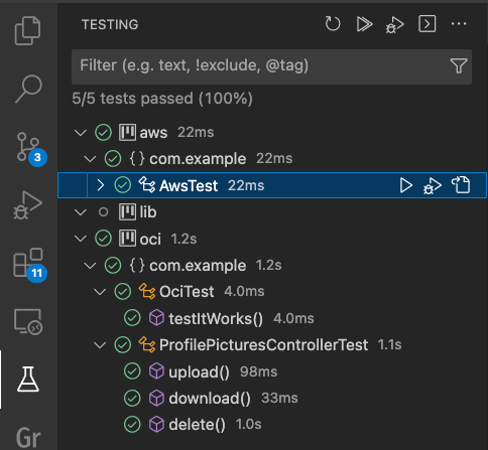 TESTING
Filter (e.g. text, !exclude, @tag)
5/5 tests passed (100%)
aws 22ms
3
{} com.example 22ms
AwsTest 22ms
lib
oci 1.2s
{} com.example 1.2s
11
OciTest 4.0ms
testItWorks() 4.0ms
ProfilePicturesControllerTest 1.1s
upload() 98ms
download() 33ms
delete() 1.0s
Gr